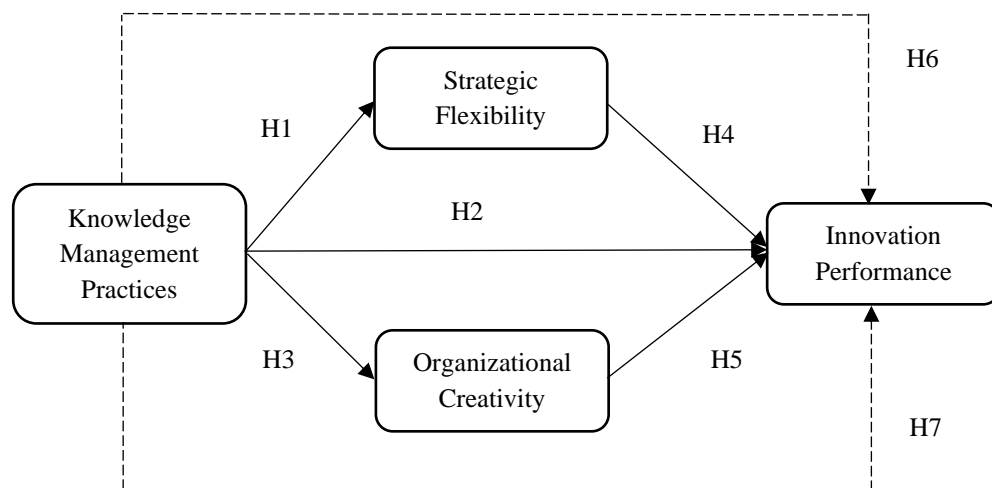 H6
Strategic
Flexibility
H1
H4
Knowledge
Management
Practices
H2
Innovation
Performance
H3
Organizational
Creativity
H5
H7